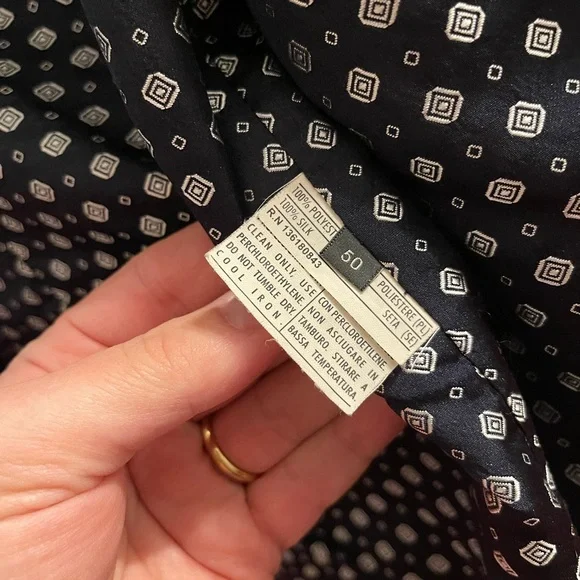 100% POLYEST
100% SILK
R.N 136180843
POLIESTERE (PL
SETA (SE
50
CLEAN ONLY, USE
PERCHLOROETHYLENE
DO NOT TUMBLE DRY
COOL IRON
CON PERCLOROETILENE
NON ASCIUGARE IN
TAMBURO. STIRARE A
BASSA TEMPERATURA.